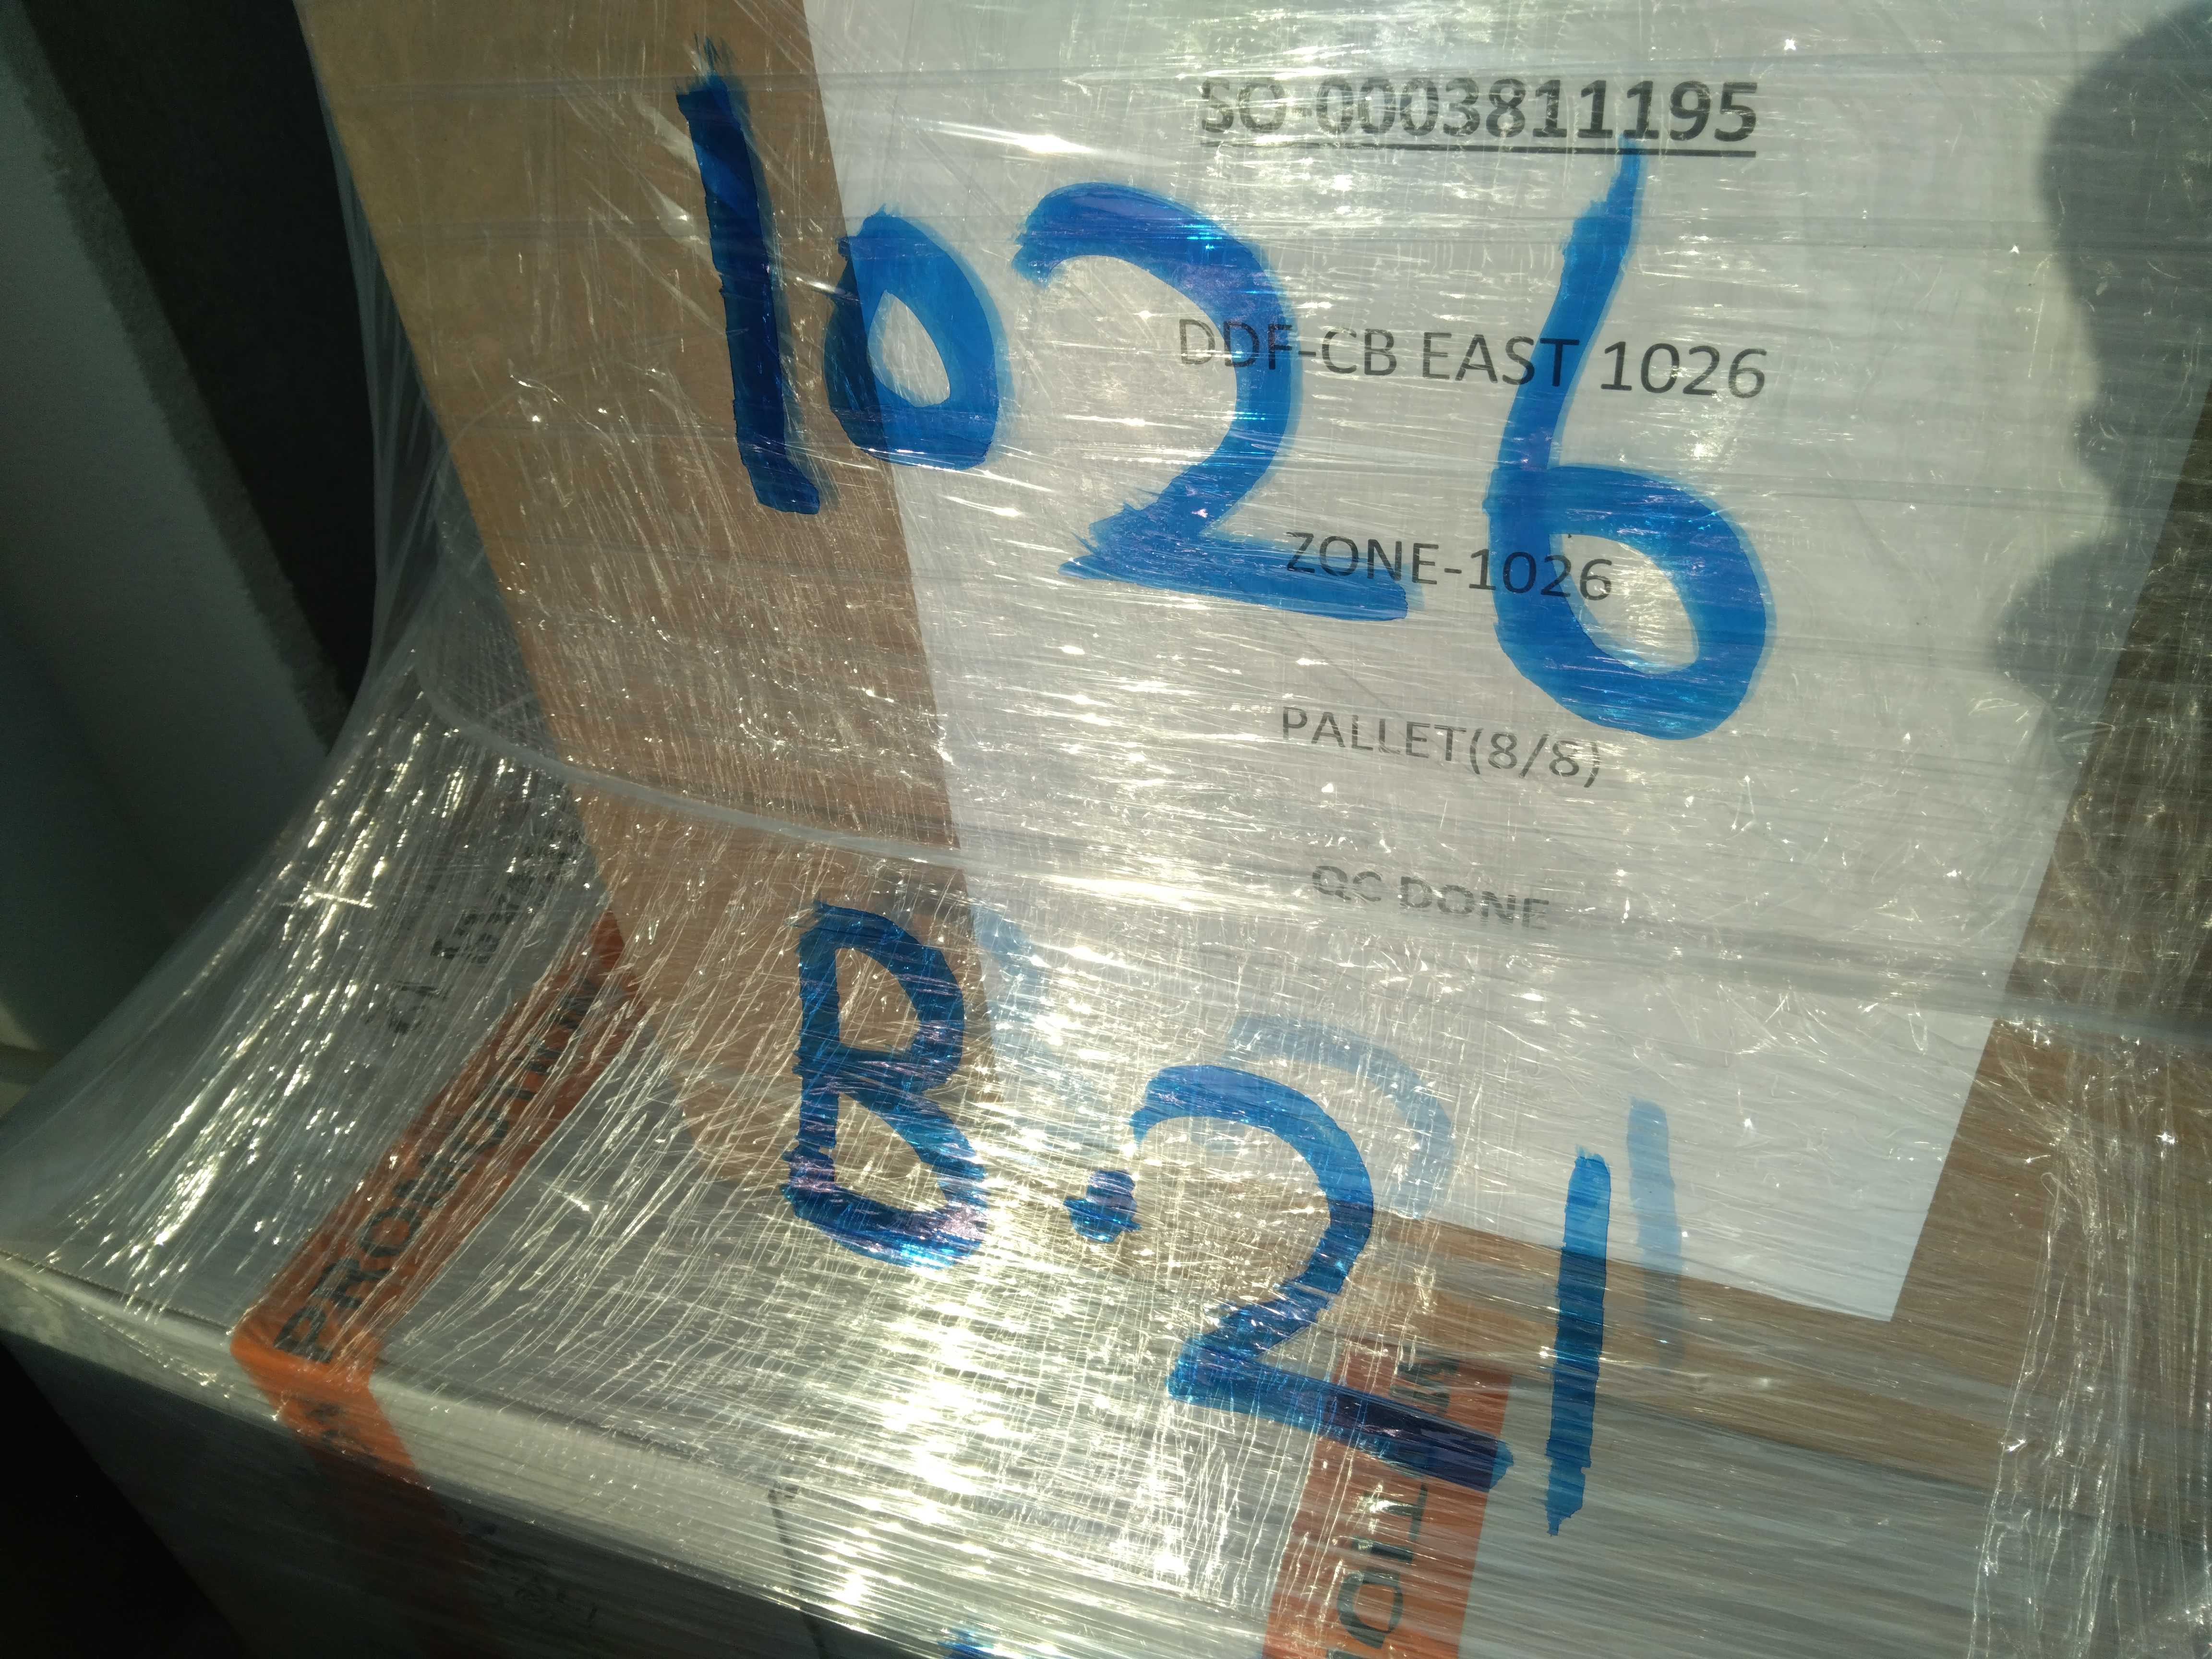 SO-0003811195
1026
DDF-CB EAST 1026
ZONE-1026
PALLET(8/8)
QC DONE
B.21